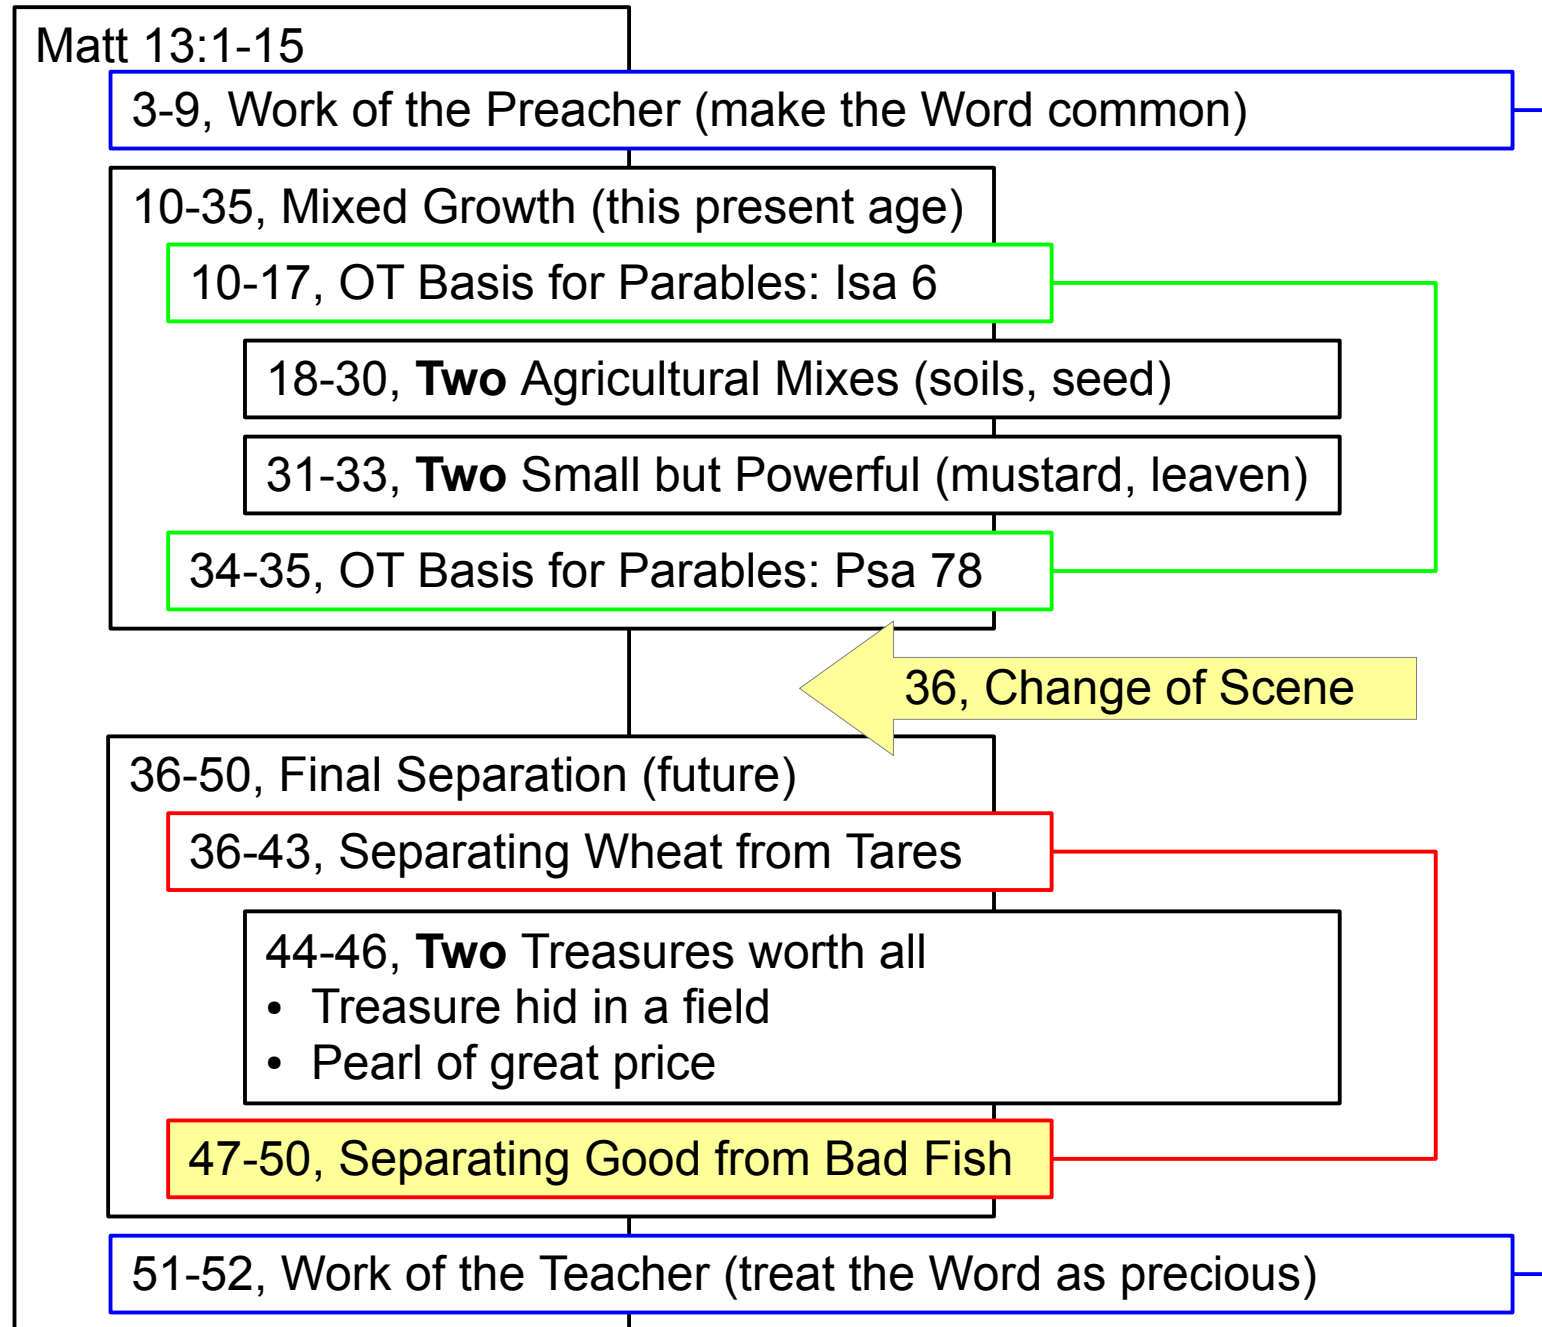 Matt 13:1-15
3-9, Work of the Preacher (make the Word common)
10-35, Mixed Growth (this present age)
10-17, OT Basis for Parables: Isa 6
18-30, Two Agricultural Mixes (soils, seed)
31-33, Two Small but Powerful (mustard, leaven)
34-35, OT Basis for Parables: Psa 78
36, Change of Scene
36-50, Final Separation (future)
36-43, Separating Wheat from Tares
44-46, Two Treasures worth all
• Treasure hid in a field
• Pearl of great price
47-50, Separating Good from Bad Fish
51-52, Work of the Teacher (treat the Word as precious)